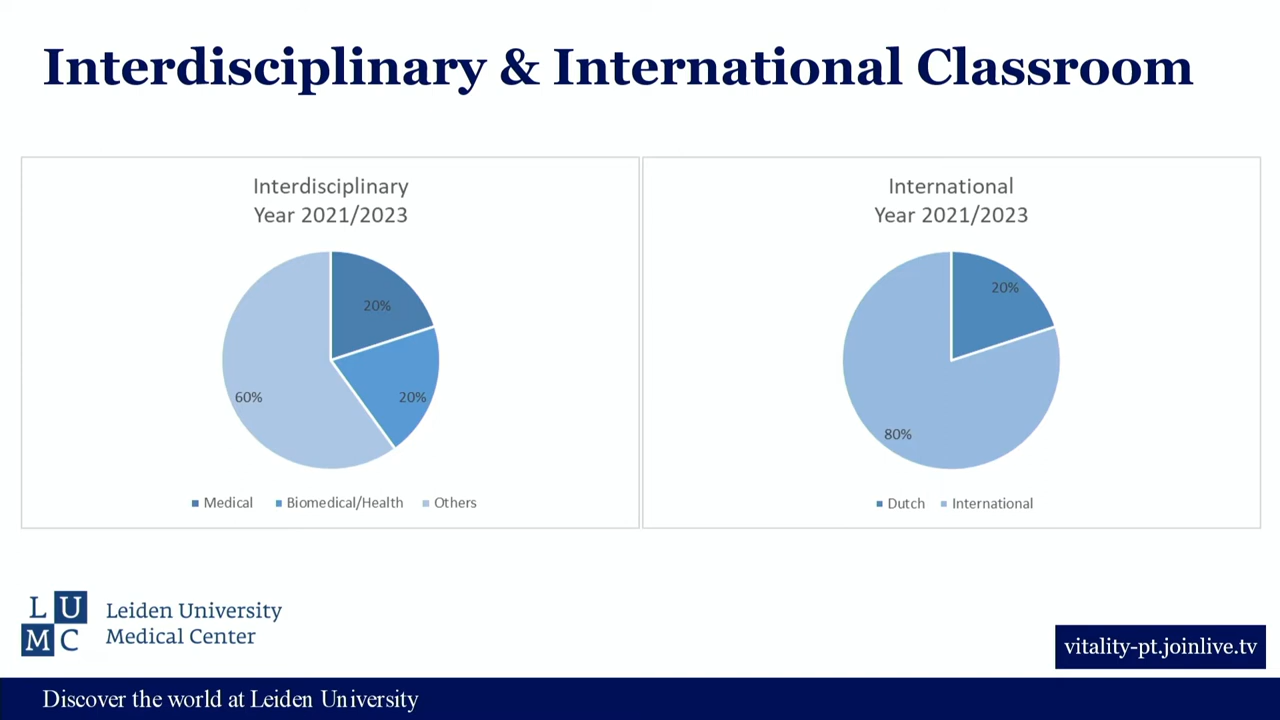 Interdisciplinary & International Classroom
Interdisciplinary
Year 2021/2023
20%
20%
60%
Medical Biomedical/Health Others
International
Year 2021/2023
20%
80%
Dutch International
L U
M C
Leiden University
Medical Center
vitality-pt.joinlive.tv
Discover the world at Leiden University